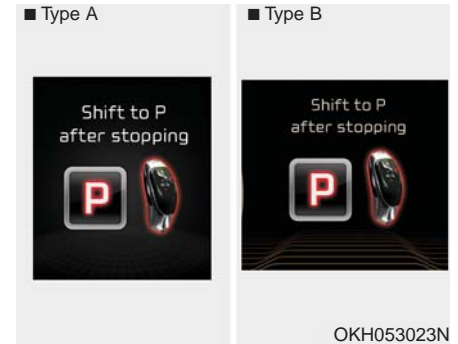 ■ Type A
Shift to P
after stopping
P
■ Type B
Shift to P
after stopping
P
OKH053023N